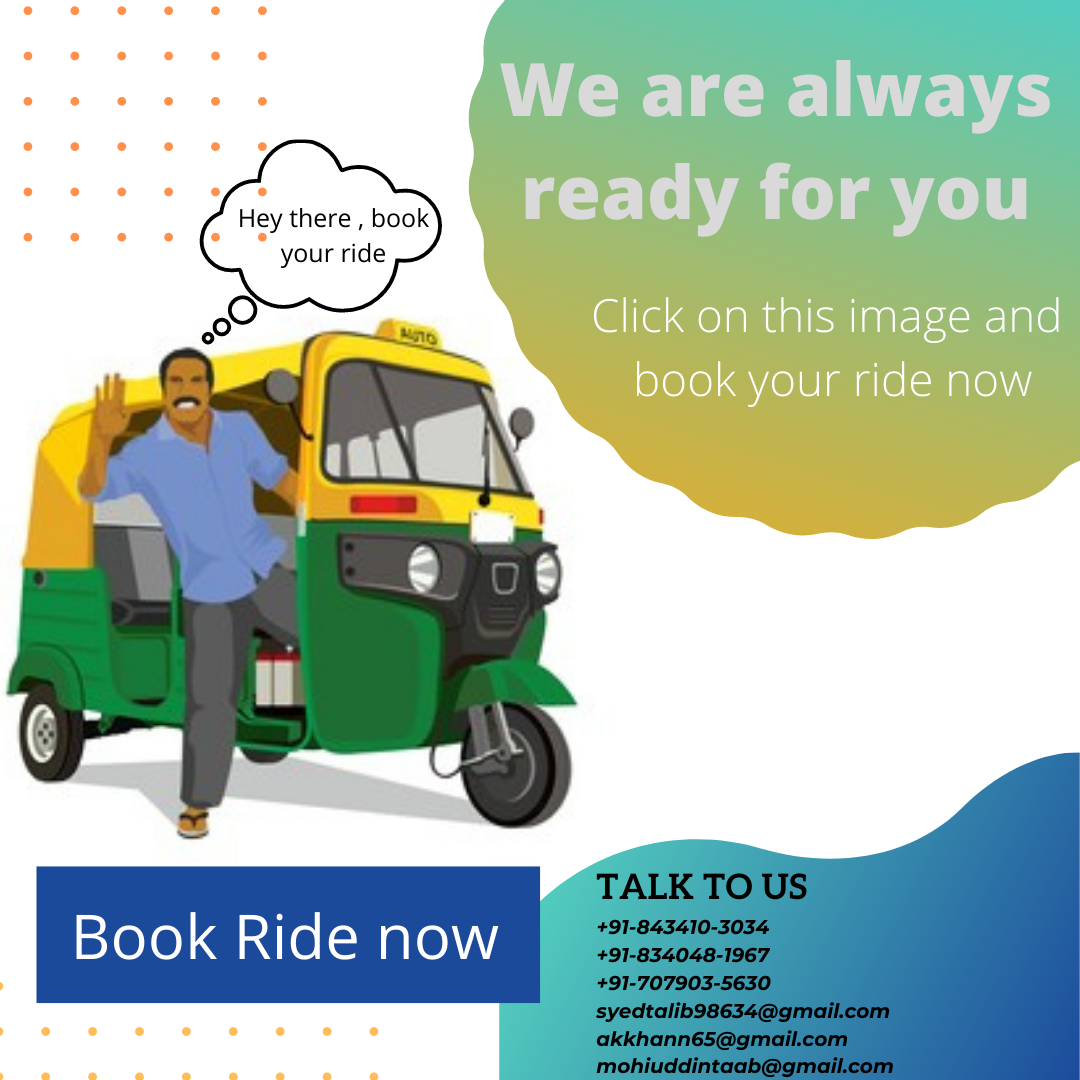 We are always
ready for you
Click on this image and
book your ride now
Hey there , book
your ride
AUTO
Book Ride now
TALK TO US
+91-843410-3034
+91-834048-1967
+91-707903-5630
syedtalib98634@gmail.com
akkhann65@gmail.com
mohiuddintaab@gmail.com